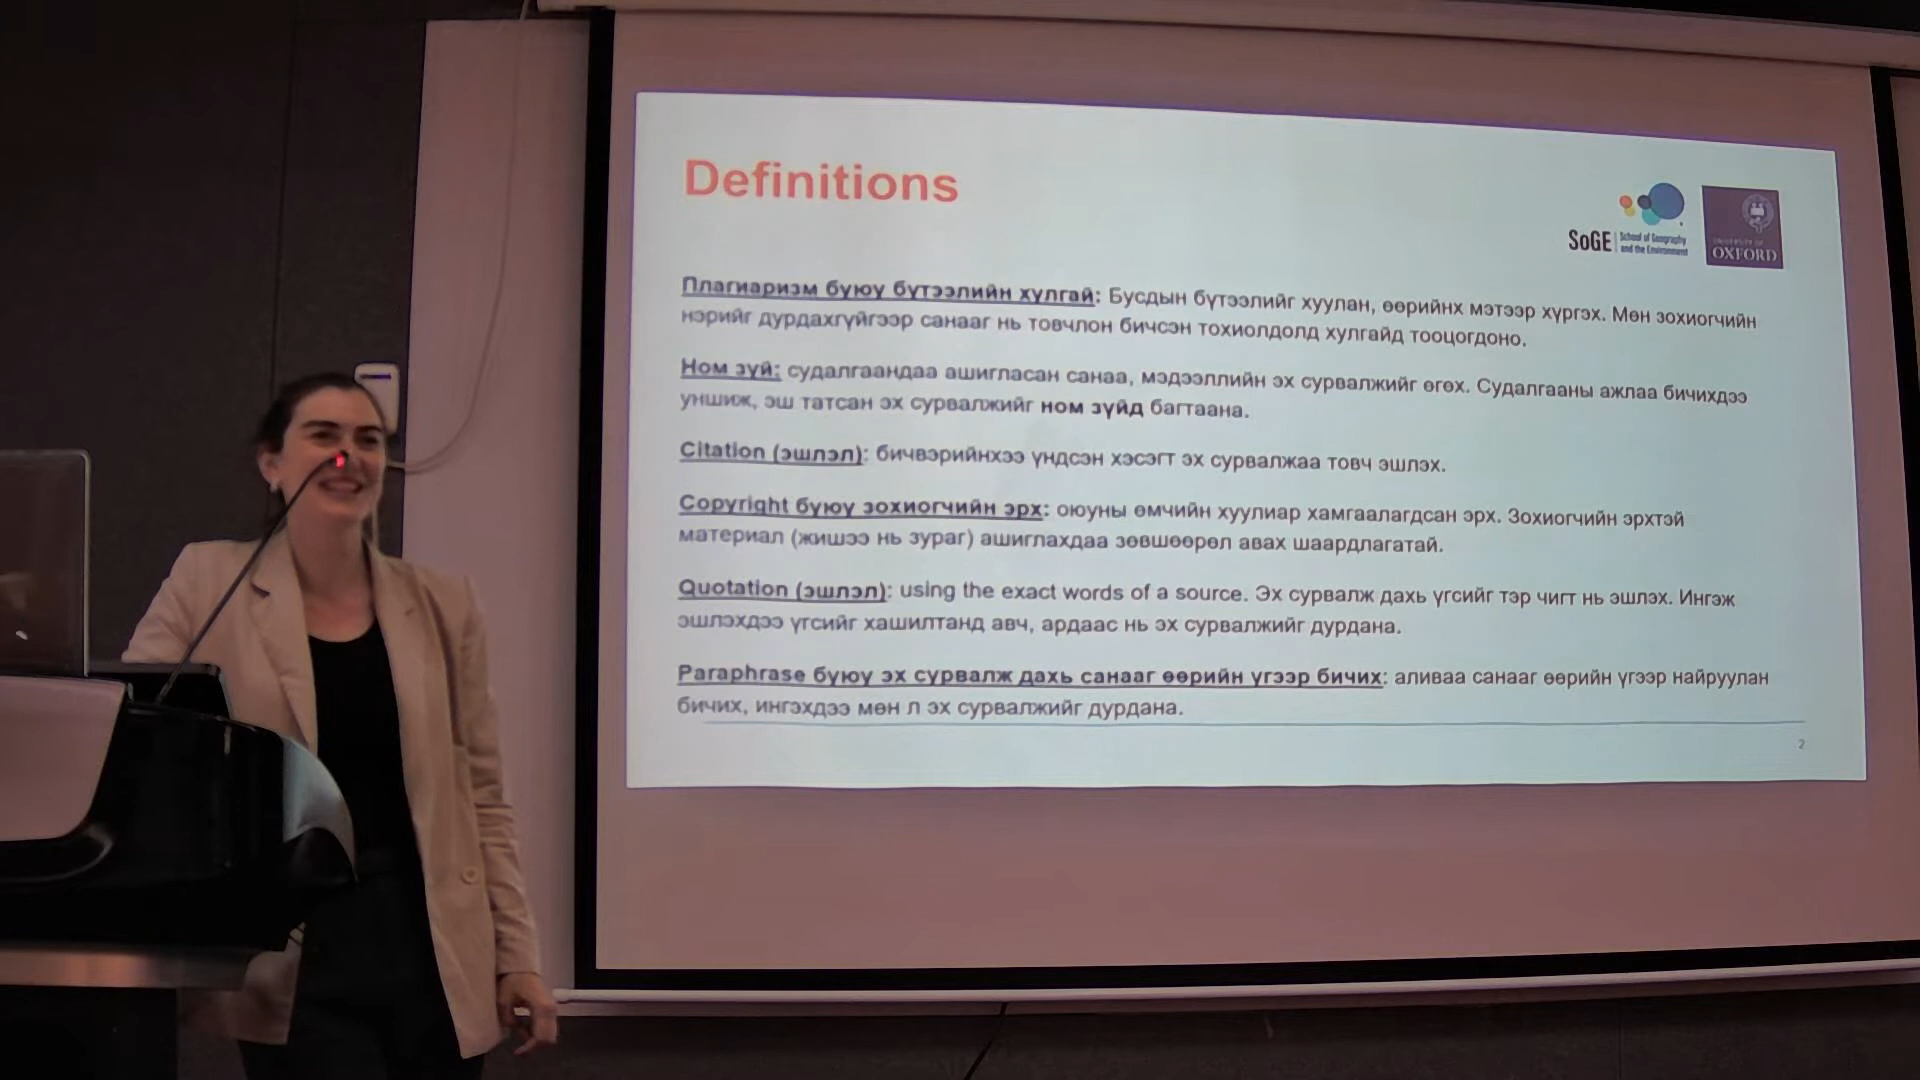 Definitions
SoGE School of Geography
and the Environment
UNIVERSITY OF
OXFORD
Плагиаризм буюу бүтээлийн хулгай: Бусдын бүтээлийг хуулан, өөрийнх мэтээр хүргэх. Мөн зохиогчийн
нэрийг дурдахгүйгээр санааг нь товчлон бичсэн тохиолдолд хулгайд тооцогдоно.
Ном зүй: судалгаандаа ашигласан санаа, мэдээллийн эх сурвалжийг өгөх. Судалгааны ажлаа бичихдээ
уншиж, эш татсан эх сурвалжийг ном зүйд багтаана.
Citation (эшлэл): бичвэрийнхээ үндсэн хэсэгт эх сурвалжаа товч эшлэх.
Copyright буюу зохиогчийн эрх: оюуны өмчийн хуулиар хамгаалагдсан эрх. Зохиогчийн эрхтэй
материал (жишээ нь зураг) ашиглахдаа зөвшөөрөл авах шаардлагатай.
Quotation (эшлэл): using the exact words of a source. Эх сурвалж дахь үгсийг тэр чигт нь эшлэх. Ингэж
эшлэхдээ үгсийг хашилтанд авч, ардаас нь эх сурвалжийг дурдана.
Paraphrase буюу эх сурвалж дахь санааг өөрийн үгээр бичих: аливаа санааг өөрийн үгээр найруулан
бичих, ингэхдээ мөн л эх сурвалжийг дурдана.
2